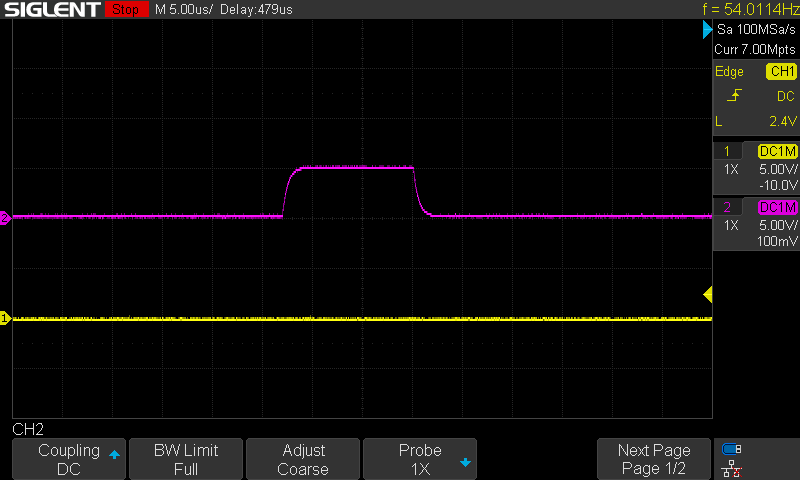 SIGLENT Stop M 5.00us/ Delay:479us f = 54.0114Hz
Sa 100MSa/s
Curr 7.00Mpts
Edge CH1
DC
L 2.4V
1 DC1M
1X 5.00V/
-10.0V
2 DC1M
1X 5.00V/
100mV
2
1
CH2
Coupling
DC
BW Limit
Full
Adjust
Coarse
Probe
1X
Next Page
Page 1/2